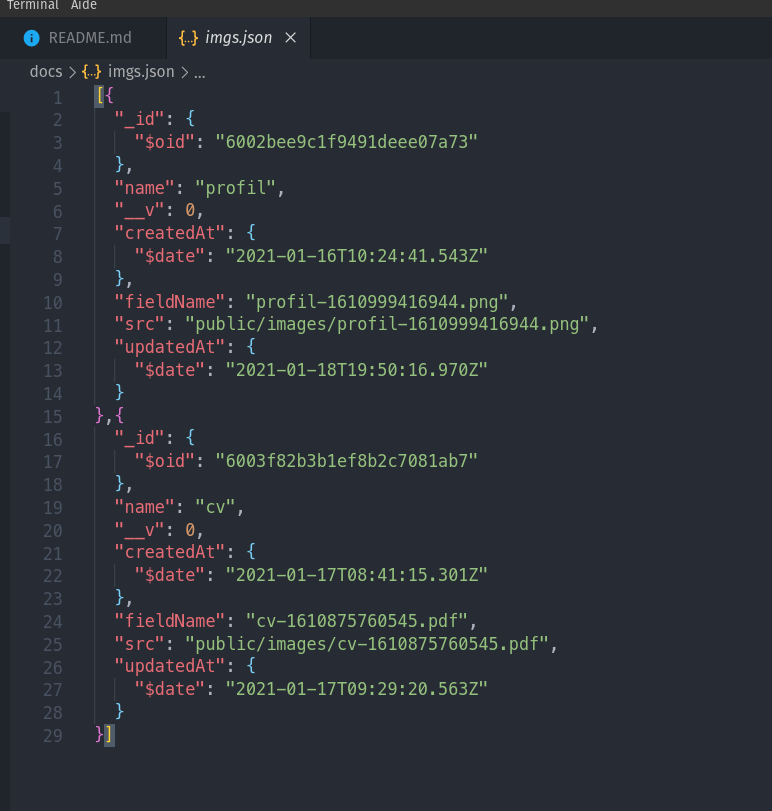 Terminal Aide
README.md {..} imgs.json ×
docs > {..} imgs.json > ...
1 [{
2 "_id": {
3 "$oid": "6002bee9c1f9491deee07a73"
4 },
5 "name": "profil",
6 "__v": 0,
7 "createdAt": {
8 "$date": "2021-01-16T10:24:41.543Z"
9 },
10 "fieldName": "profil-1610999416944.png",
11 "src": "public/images/profil-1610999416944.png",
12 "updatedAt": {
13 "$date": "2021-01-18T19:50:16.970Z"
14 }
15 },{
16 "_id": {
17 "$oid": "6003f82b3b1ef8b2c7081ab7"
18 },
19 "name": "cv",
20 "__v": 0,
21 "createdAt": {
22 "$date": "2021-01-17T08:41:15.301Z"
23 },
24 "fieldName": "cv-1610875760545.pdf",
25 "src": "public/images/cv-1610875760545.pdf",
26 "updatedAt": {
27 "$date": "2021-01-17T09:29:20.563Z"
28 }
29 }]